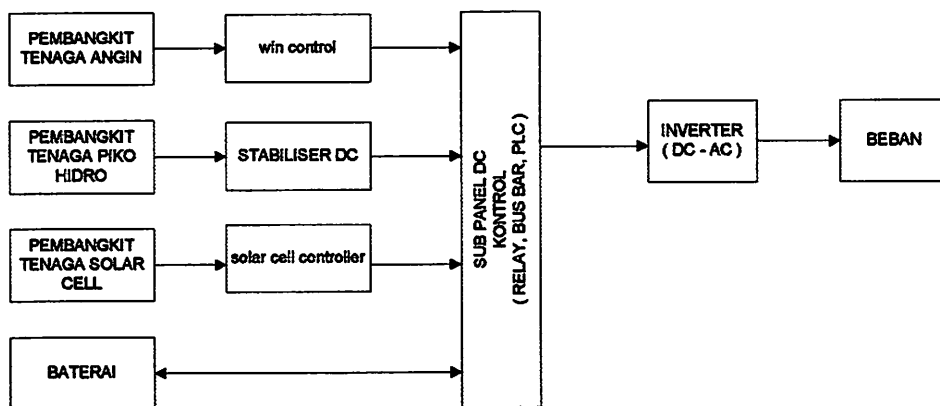 PEMBANGKIT
TENAGA ANGIN
win control
PEMBANGKIT
TENAGA PIKO
HIDRO
STABILISER DC
PEMBANGKIT
TENAGA SOLAR
CELL
solar cell controller
BATERAI
SUB PANEL DC
KONTROL
( RELAY, BUS BAR, PLC )
INVERTER
( DC - AC )
BEBAN